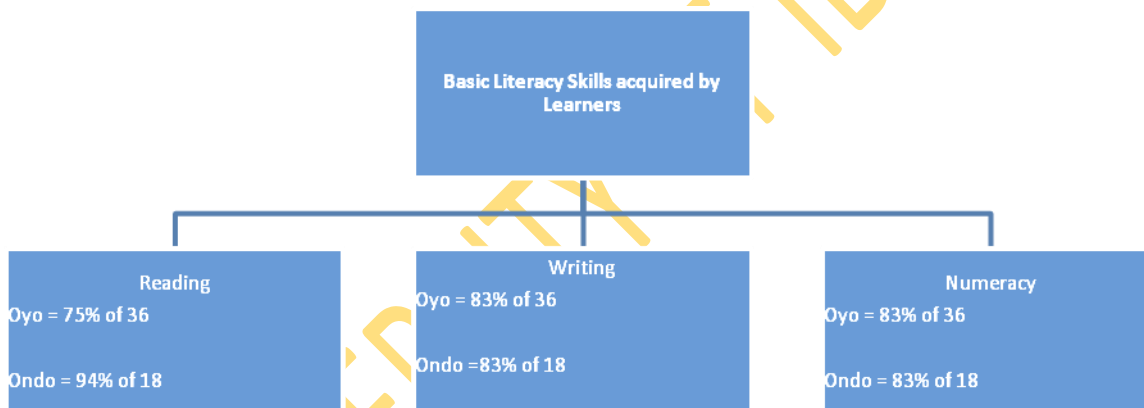 Basic Literacy Skills acquired by
Learners
Reading
Oyo = 75% of 36
Ondo = 94% of 18
Writing
Oyo = 83% of 36
Ondo =83% of 18
Numeracy
Oyo = 83% of 36
Ondo = 83% of 18